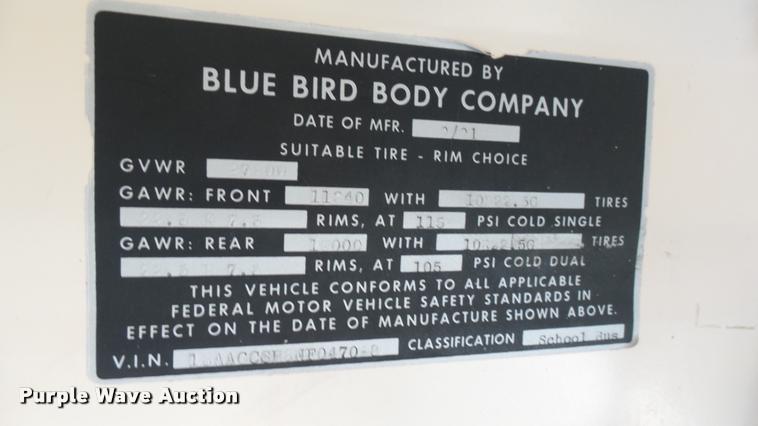 MANUFACTURED BY
BLUE BIRD BODY COMPANY
DATE OF MFR.
SUITABLE TIRE - RIM CHOICE
GVWR
GAWR: FRONT WITH TIRES
RIMS, AT 115 PSI COLD SINGLE
GAWR: REAR WITH TIRES
RIMS, AT 105 PSI COLD DUAL
THIS VEHICLE CONFORMS TO ALL APPLICABLE
FEDERAL MOTOR VEHICLE SAFETY STANDARDS IN
EFFECT ON THE DATE OF MANUFACTURE SHOWN ABOVE.
V.I.N. CLASSIFICATION School Bus
Purple Wave Auction